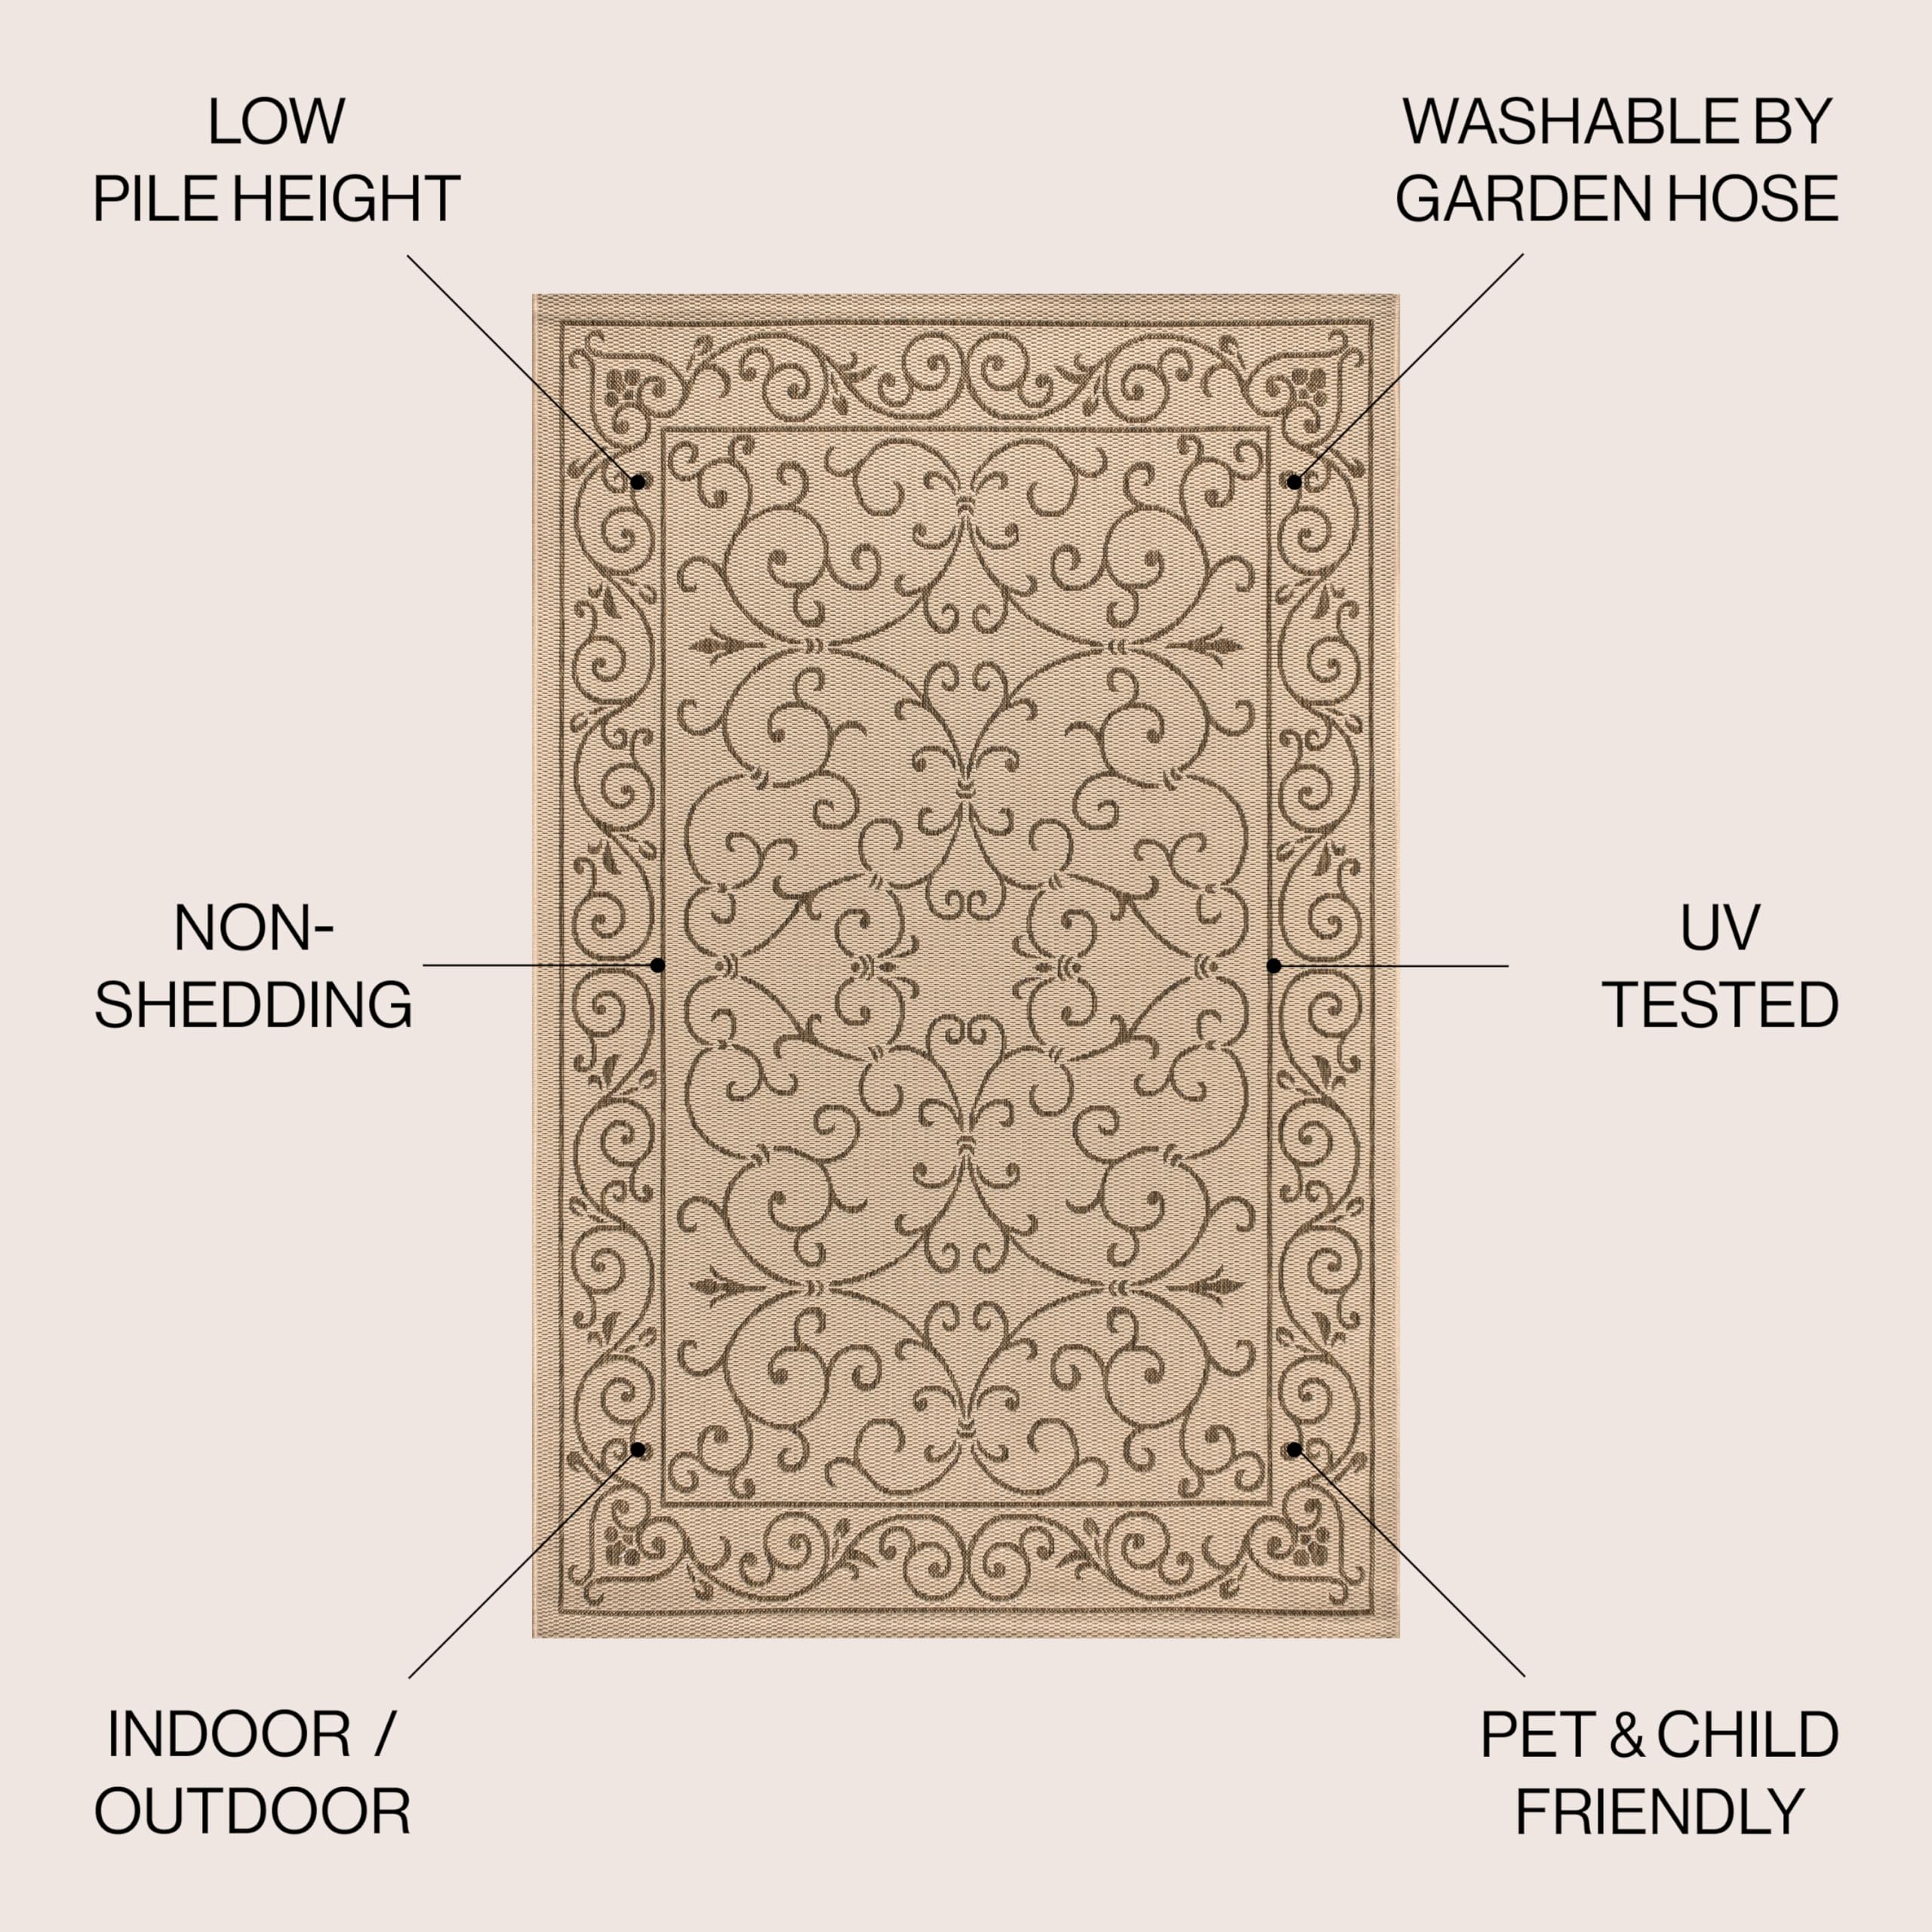 LOW
PILE HEIGHT
WASHABLE BY
GARDEN HOSE
NON-
SHEDDING
UV
TESTED
INDOOR /
OUTDOOR
PET & CHILD
FRIENDLY